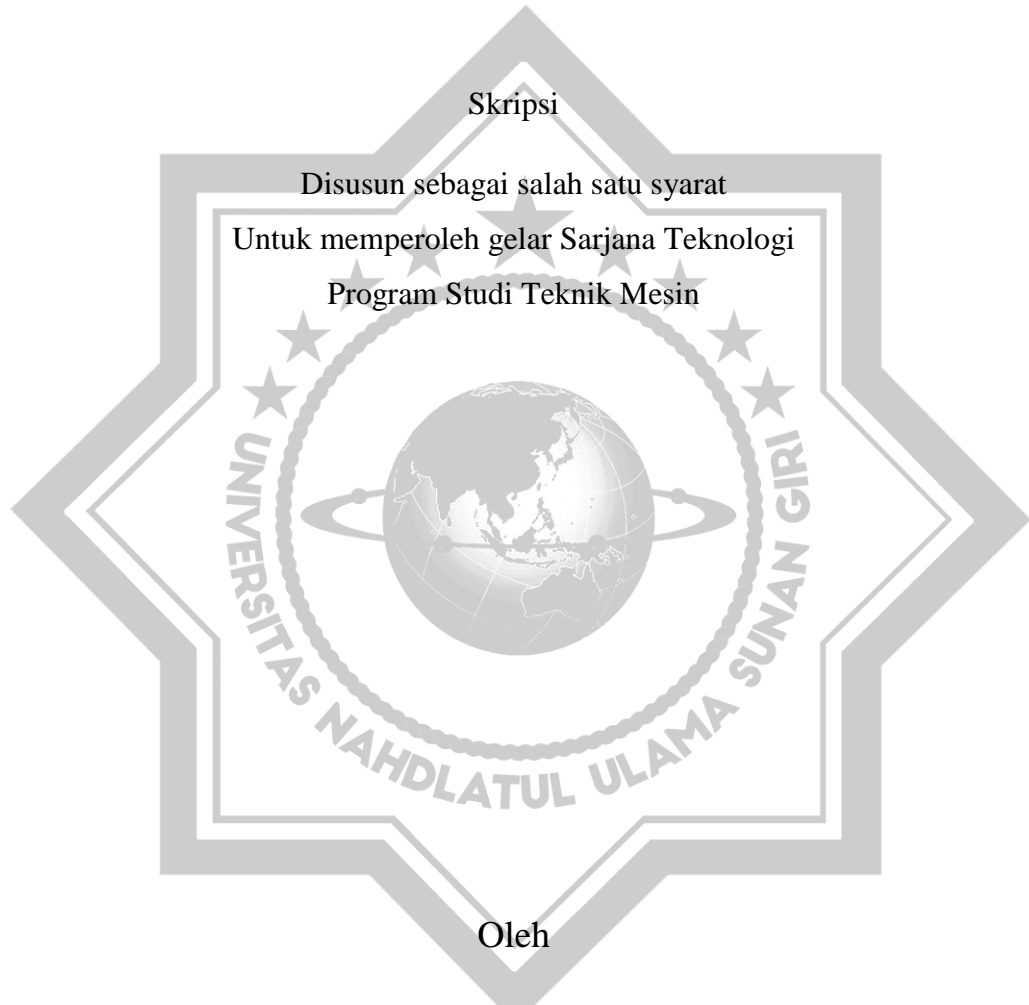 Skripsi
Disusun sebagai salah satu syarat
Untuk memperoleh gelar Sarjana Teknologi
Program Studi Teknik Mesin
UNIVERSITAS NAHDLATUL ULAMA SUNAN GIRI
Oleh